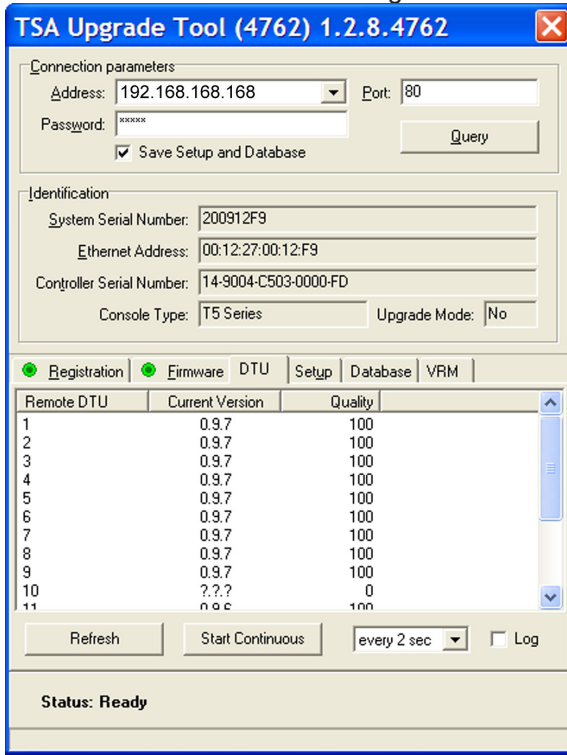 TSA Upgrade Tool (4762) 1.2.8.4762
Connection parameters
Address: 192.168.168.168 Port: 80
Password: xxxxx
Save Setup and Database Query
Identification
System Serial Number: 200912F9
Ethernet Address: 00:12:27:00:12:F9
Controller Serial Number: 14-9004-C503-0000-FD
Console Type: T5 Series Upgrade Mode: No
Registration Firmware DTU Setup Database VRM
Remote DTU Current Version Quality
1 0.9.7 100
2 0.9.7 100
3 0.9.7 100
4 0.9.7 100
5 0.9.7 100
6 0.9.7 100
7 0.9.7 100
8 0.9.7 100
9 0.9.7 100
10 ?.?.? 0
11 0.9.6 100
Refresh Start Continuous every 2 sec Log
Status: Ready